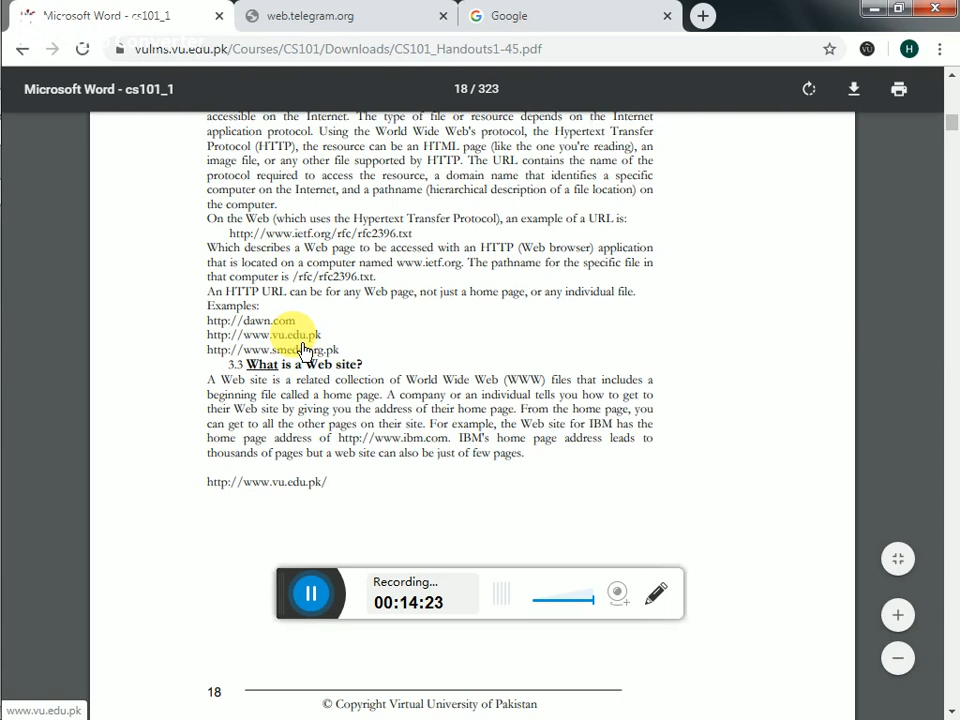 Microsoft Word - cs101_1
web.telegram.org
Google
vulms.vu.edu.pk/Courses/CS101/Downloads/CS101_Handouts1-45.pdf
VU
H
Microsoft Word - cs101_1
18 / 323
accessible on the Internet. The type of file or resource depends on the Internet
application protocol. Using the World Wide Web's protocol, the Hypertext Transfer
Protocol (HTTP), the resource can be an HTML page (like the one you're reading), an
image file, or any other file supported by HTTP. The URL contains the name of the
protocol required to access the resource, a domain name that identifies a specific
computer on the Internet, and a pathname (hierarchical description of a file location) on
the computer.
On the Web (which uses the Hypertext Transfer Protocol), an example of a URL is:
http://www.ietf.org/rfc/rfc2396.txt
Which describes a Web page to be accessed with an HTTP (Web browser) application
that is located on a computer named www.ietf.org. The pathname for the specific file in
that computer is /rfc/rfc2396.txt.
An HTTP URL can be for any Web page, not just a home page, or any individual file.
Examples:
http://dawn.com
http://www.vu.edu.pk
http://www.smeda.org.pk
3.3 What is a Web site?
A Web site is a related collection of World Wide Web (WWW) files that includes a
beginning file called a home page. A company or an individual tells you how to get to
their Web site by giving you the address of their home page. From the home page, you
can get to all the other pages on their site. For example, the Web site for IBM has the
home page address of http://www.ibm.com. IBM's home page address leads to
thousands of pages but a web site can also be just of few pages.
http://www.vu.edu.pk/
Recording...
00:14:23
18
© Copyright Virtual University of Pakistan
www.vu.edu.pk